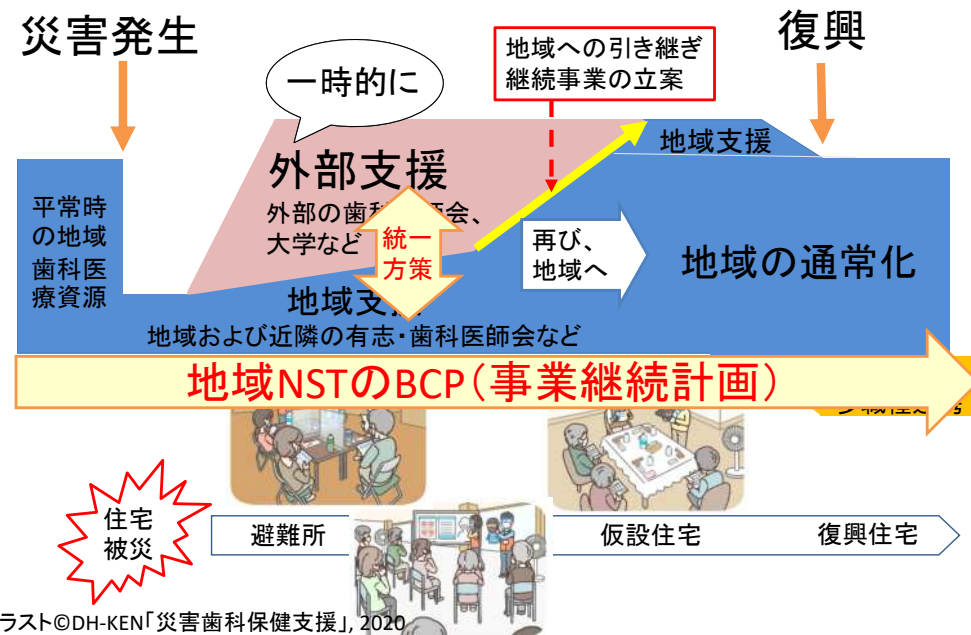 災害発生
復興
地域への引き継ぎ
継続事業の立案
一時的に
地域支援
外部支援
外部の歯科
師会、
大学など
統一
方策
平常時
の地域
歯科医
療資源
再び、
地域へ
地域の通常化
地域支
地域および近隣の有志・歯科医師会など
地域NSTのBCP（事業継続計画）
住宅
被災
避難所
仮設住宅
復興住宅
ラスト©DH-KEN「災害歯科保健支援」, 2020